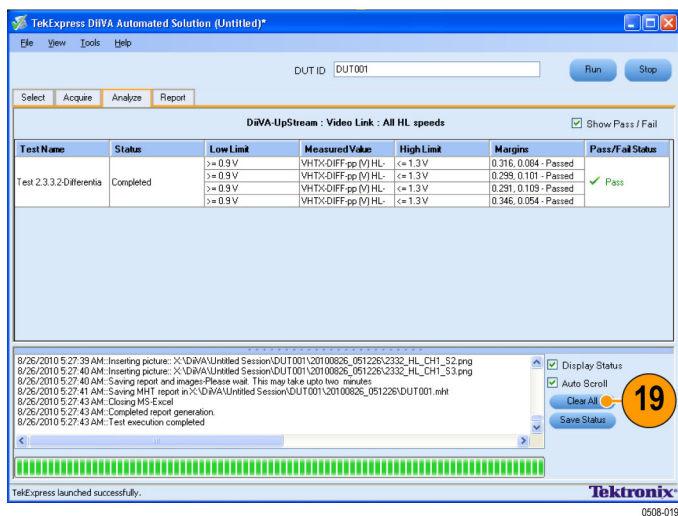 TekExpress DiiVA Automated Solution (Untitled)*
File View Tools Help
DUT ID DUT001 Run Stop
Select Acquire Analyze Report
DiiVA-UpStream : Video Link : All HL speeds Show Pass / Fail
Test Name Status Low Limit Measured Value High Limit Margins Pass/Fail Status
>= 0.9 V VHTX-DIFF-pp (V) HL- <= 1.3 V 0.316, 0.084 - Passed
Test 2.3.3.2-Differentia Completed >= 0.9 V VHTX-DIFF-pp (V) HL- <= 1.3 V 0.299, 0.101 - Passed Pass
>= 0.9 V VHTX-DIFF-pp (V) HL- <= 1.3 V 0.291, 0.109 - Passed
>= 0.9 V VHTX-DIFF-pp (V) HL- <= 1.3 V 0.346, 0.054 - Passed
8/26/2010 5:27:39 AM::Inserting picture:: X:\DiiVA\Untitled Session\DUT001\20100826_051226\2332_HL_CH1_S2.png
8/26/2010 5:27:40 AM::Inserting picture:: X:\DiiVA\Untitled Session\DUT001\20100826_051226\2332_HL_CH1_S3.png
8/26/2010 5:27:40 AM::Saving report and images-Please wait. This may take upto two minutes
8/26/2010 5:27:41 AM::Saving MHT report in X:\DiiVA\Untitled Session\DUT001\20100826_051226\DUT001.mht
8/26/2010 5:27:43 AM::Closing MS-Excel
8/26/2010 5:27:43 AM::Completed report generation.
8/26/2010 5:27:43 AM::Test execution completed
Display Status
Auto Scroll
Clear All 19
Save Status
TekExpress launched successfully. Tektronix
0508-019